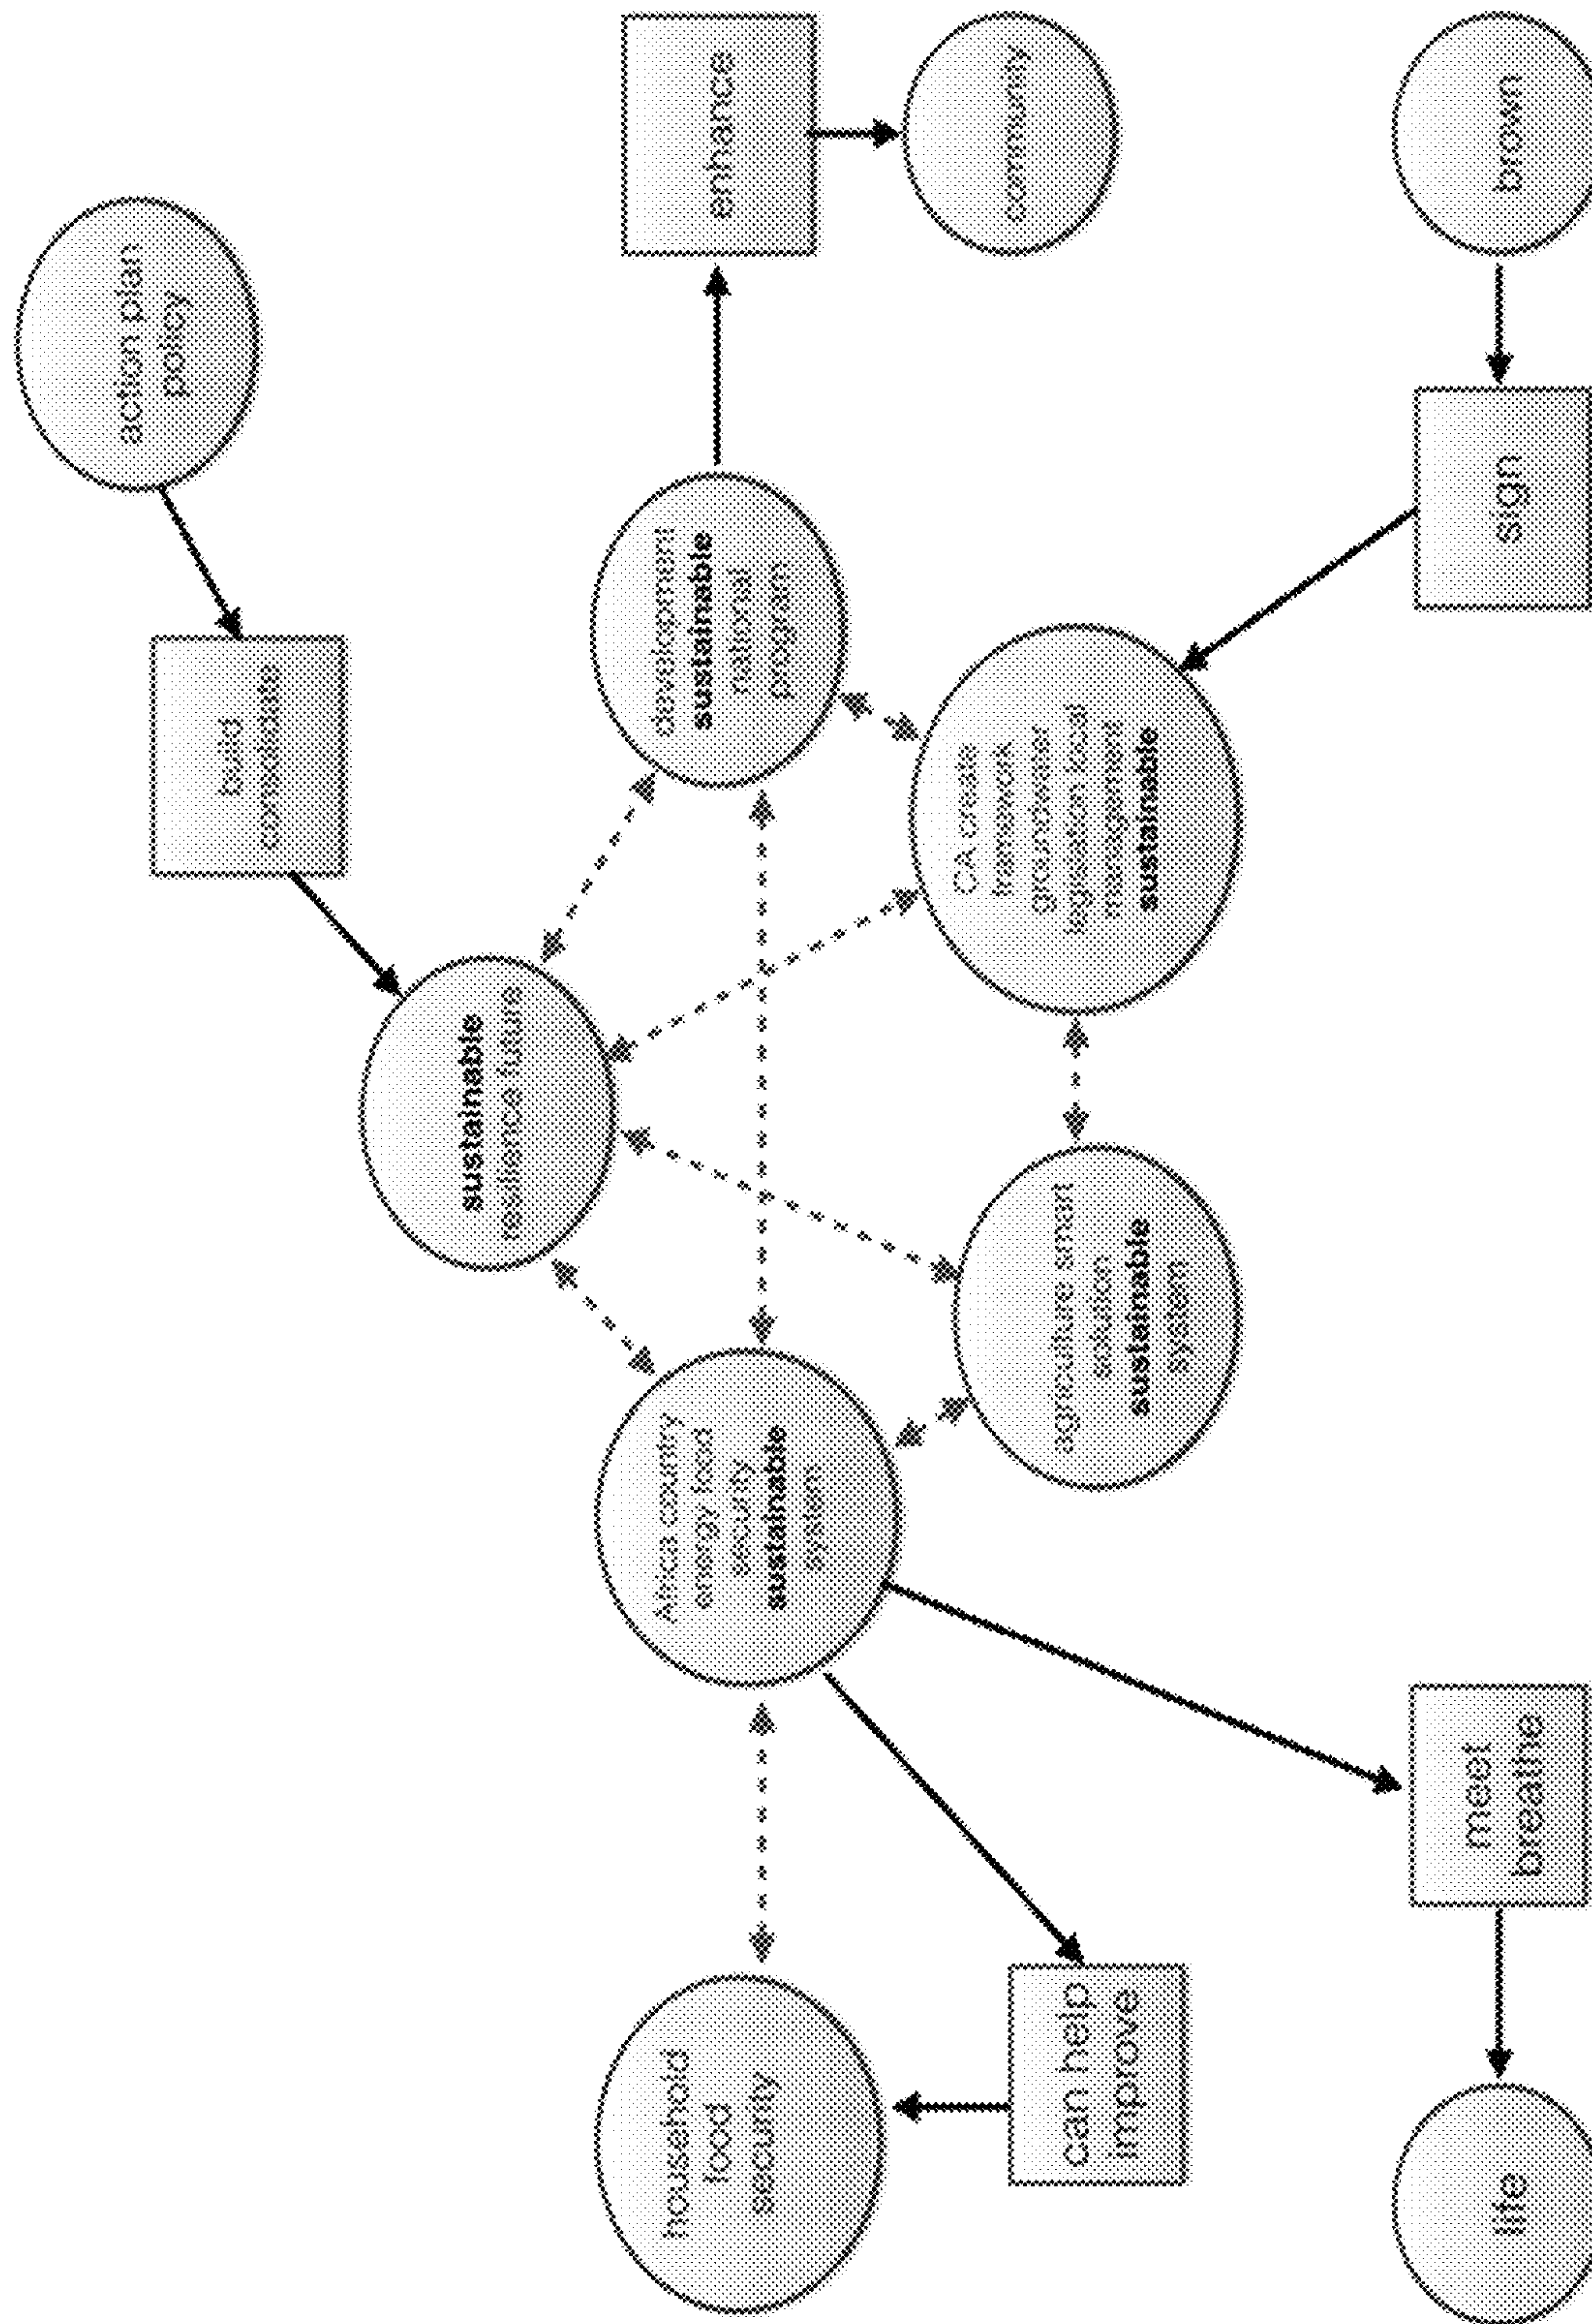 action plan
policy
build
consolidate
sustainable
resilience future
household
food
security
Africa country
energy food
security
sustainable
system
development
sustainable
national
program
enhance
can help
improve
agriculture smart
solution
sustainable
system
CA create
framework
groundwater
legislation local
management
sustainable
community
life
meet
breathe
sign
brown